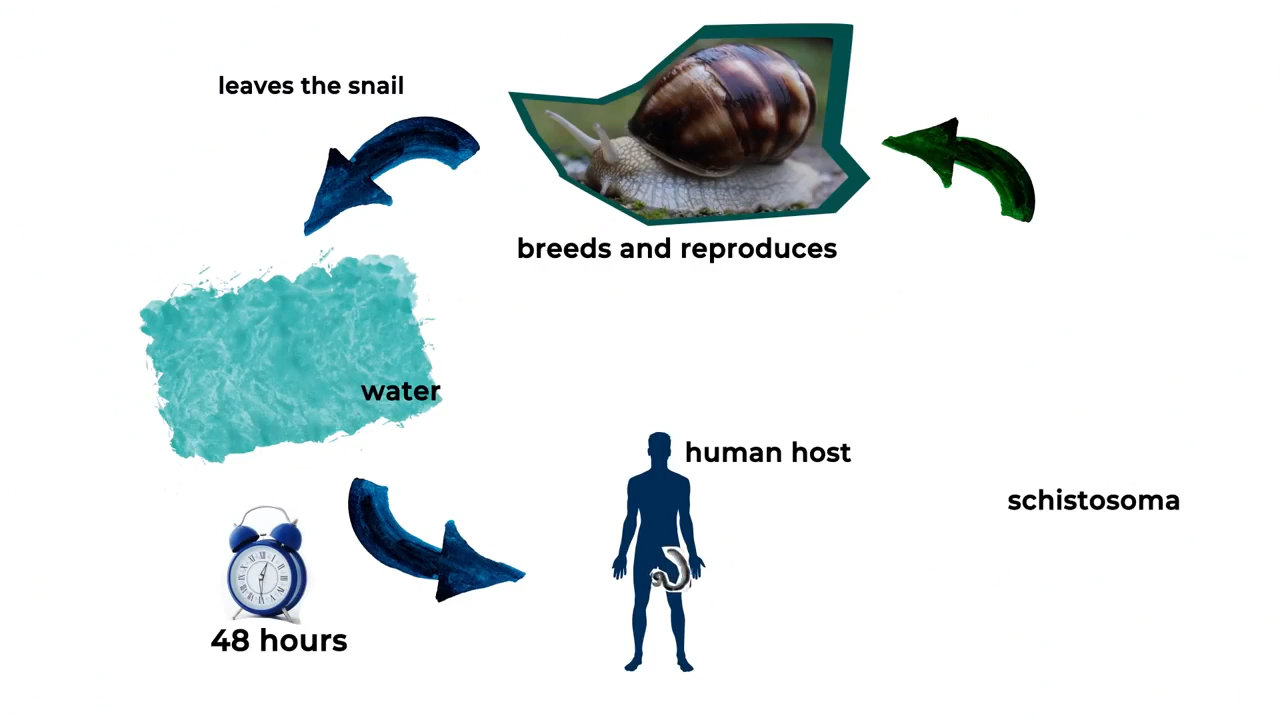 leaves the snail
breeds and reproduces
water
human host
schistosoma
48 hours